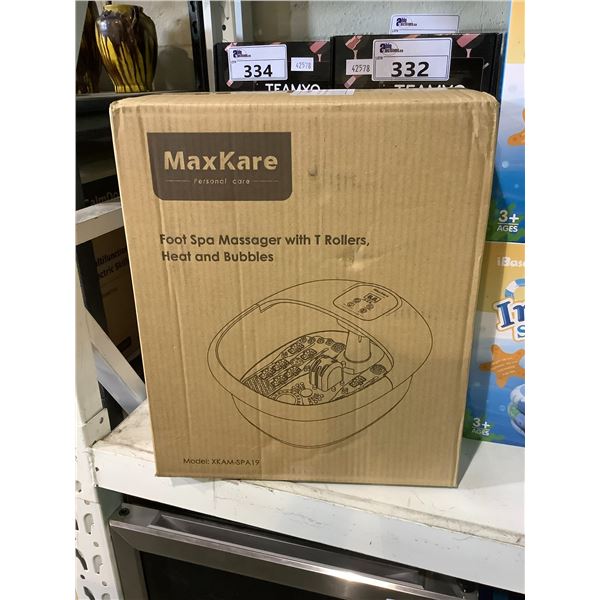 334
42578
TEAMYO
42578
332
TEAMYO
MaxKare
Personal care
Foot Spa Massager with T Rollers,
Heat and Bubbles
Model: XKAM-SPA19
3+
AGES
3+
AGES